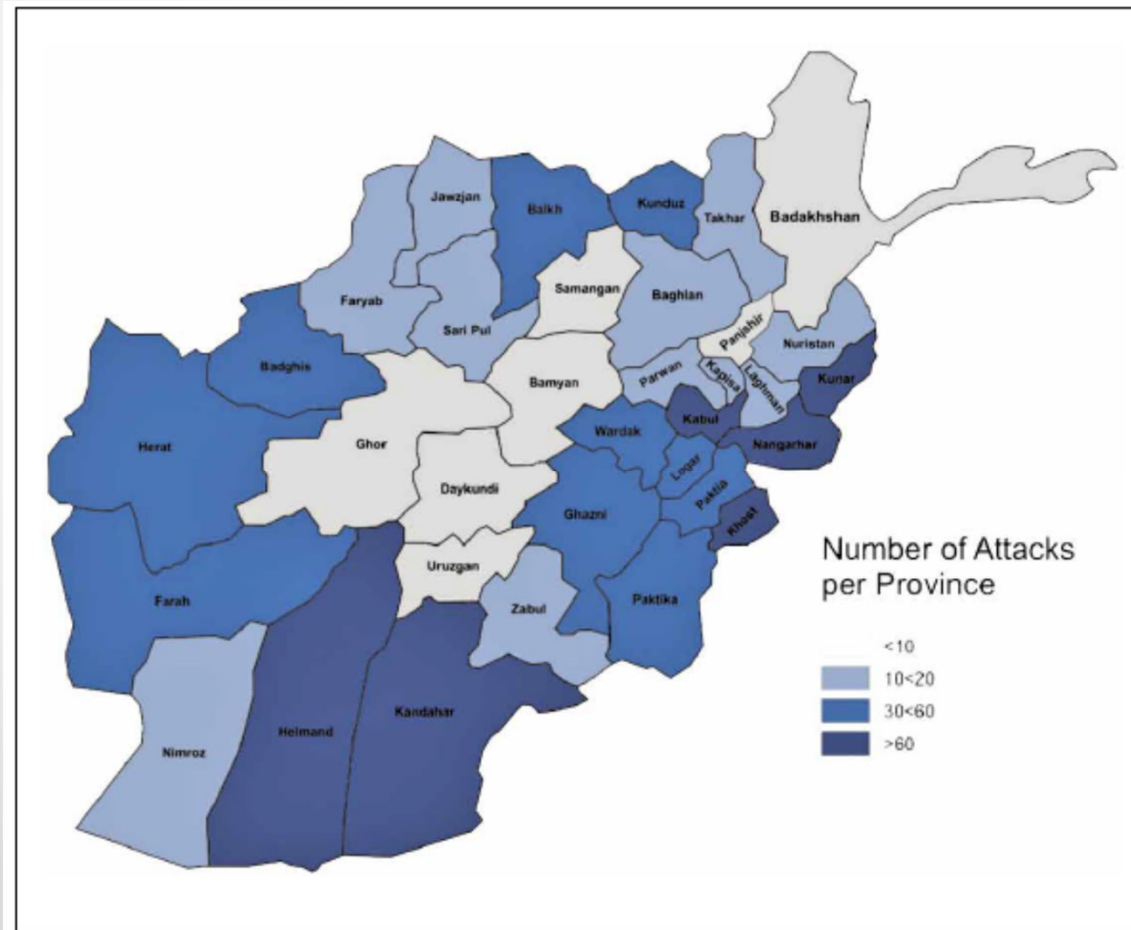 Jawzjan
Balkh
Kunduz
Takhar
Badakhshan
Faryab
Sari Pul
Samangan
Baghlan
Panjshir
Nuristan
Badghis
Bamyan
Parwan
Kapisa
Laghman
Kunar
Herat
Ghor
Kabul
Wardak
Nangarhar
Logar
Daykundi
Paktia
Ghazni
Khost
Uruzgan
Farah
Zabul
Paktika
Helmand
Kandahar
Nimroz
Number of Attacks
per Province
<10
10<20
30<60
>60